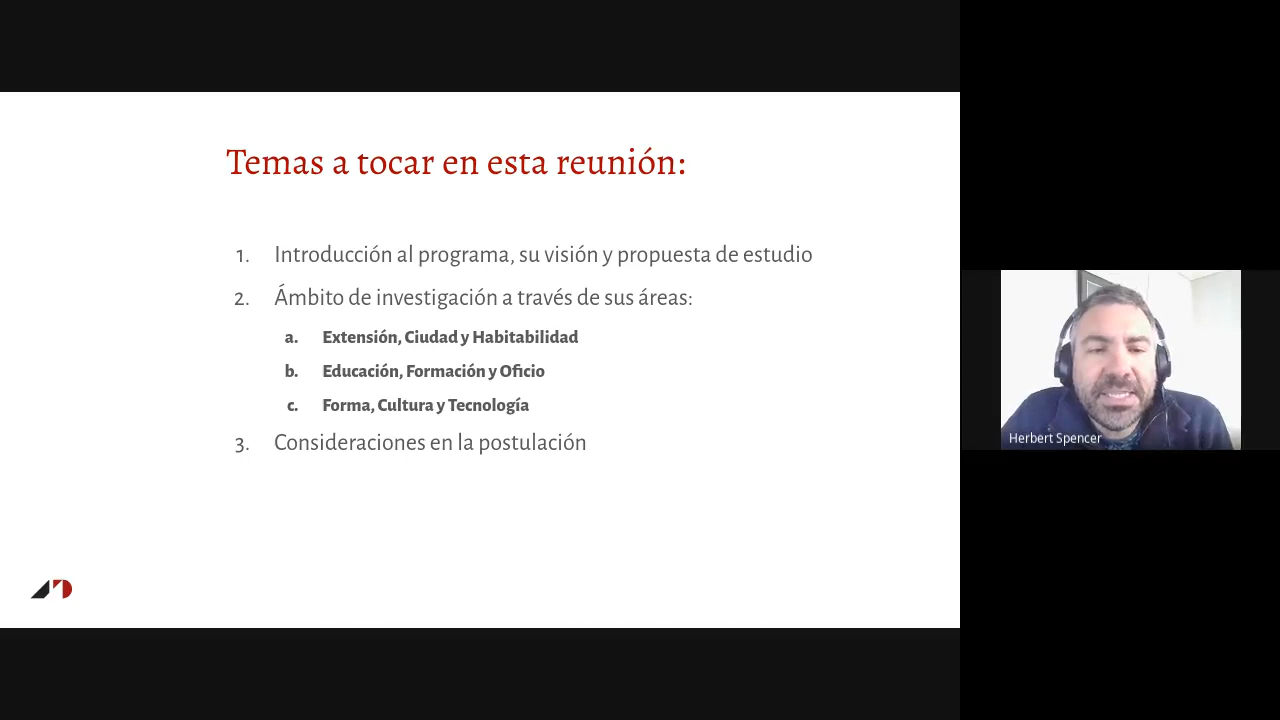 Temas a tocar en esta reunión:
1. Introducción al programa, su visión y propuesta de estudio
2. Ámbito de investigación a través de sus áreas:
a. Extensión, Ciudad y Habitabilidad
b. Educación, Formación y Oficio
c. Forma, Cultura y Tecnología
3. Consideraciones en la postulación
Herbert Spencer